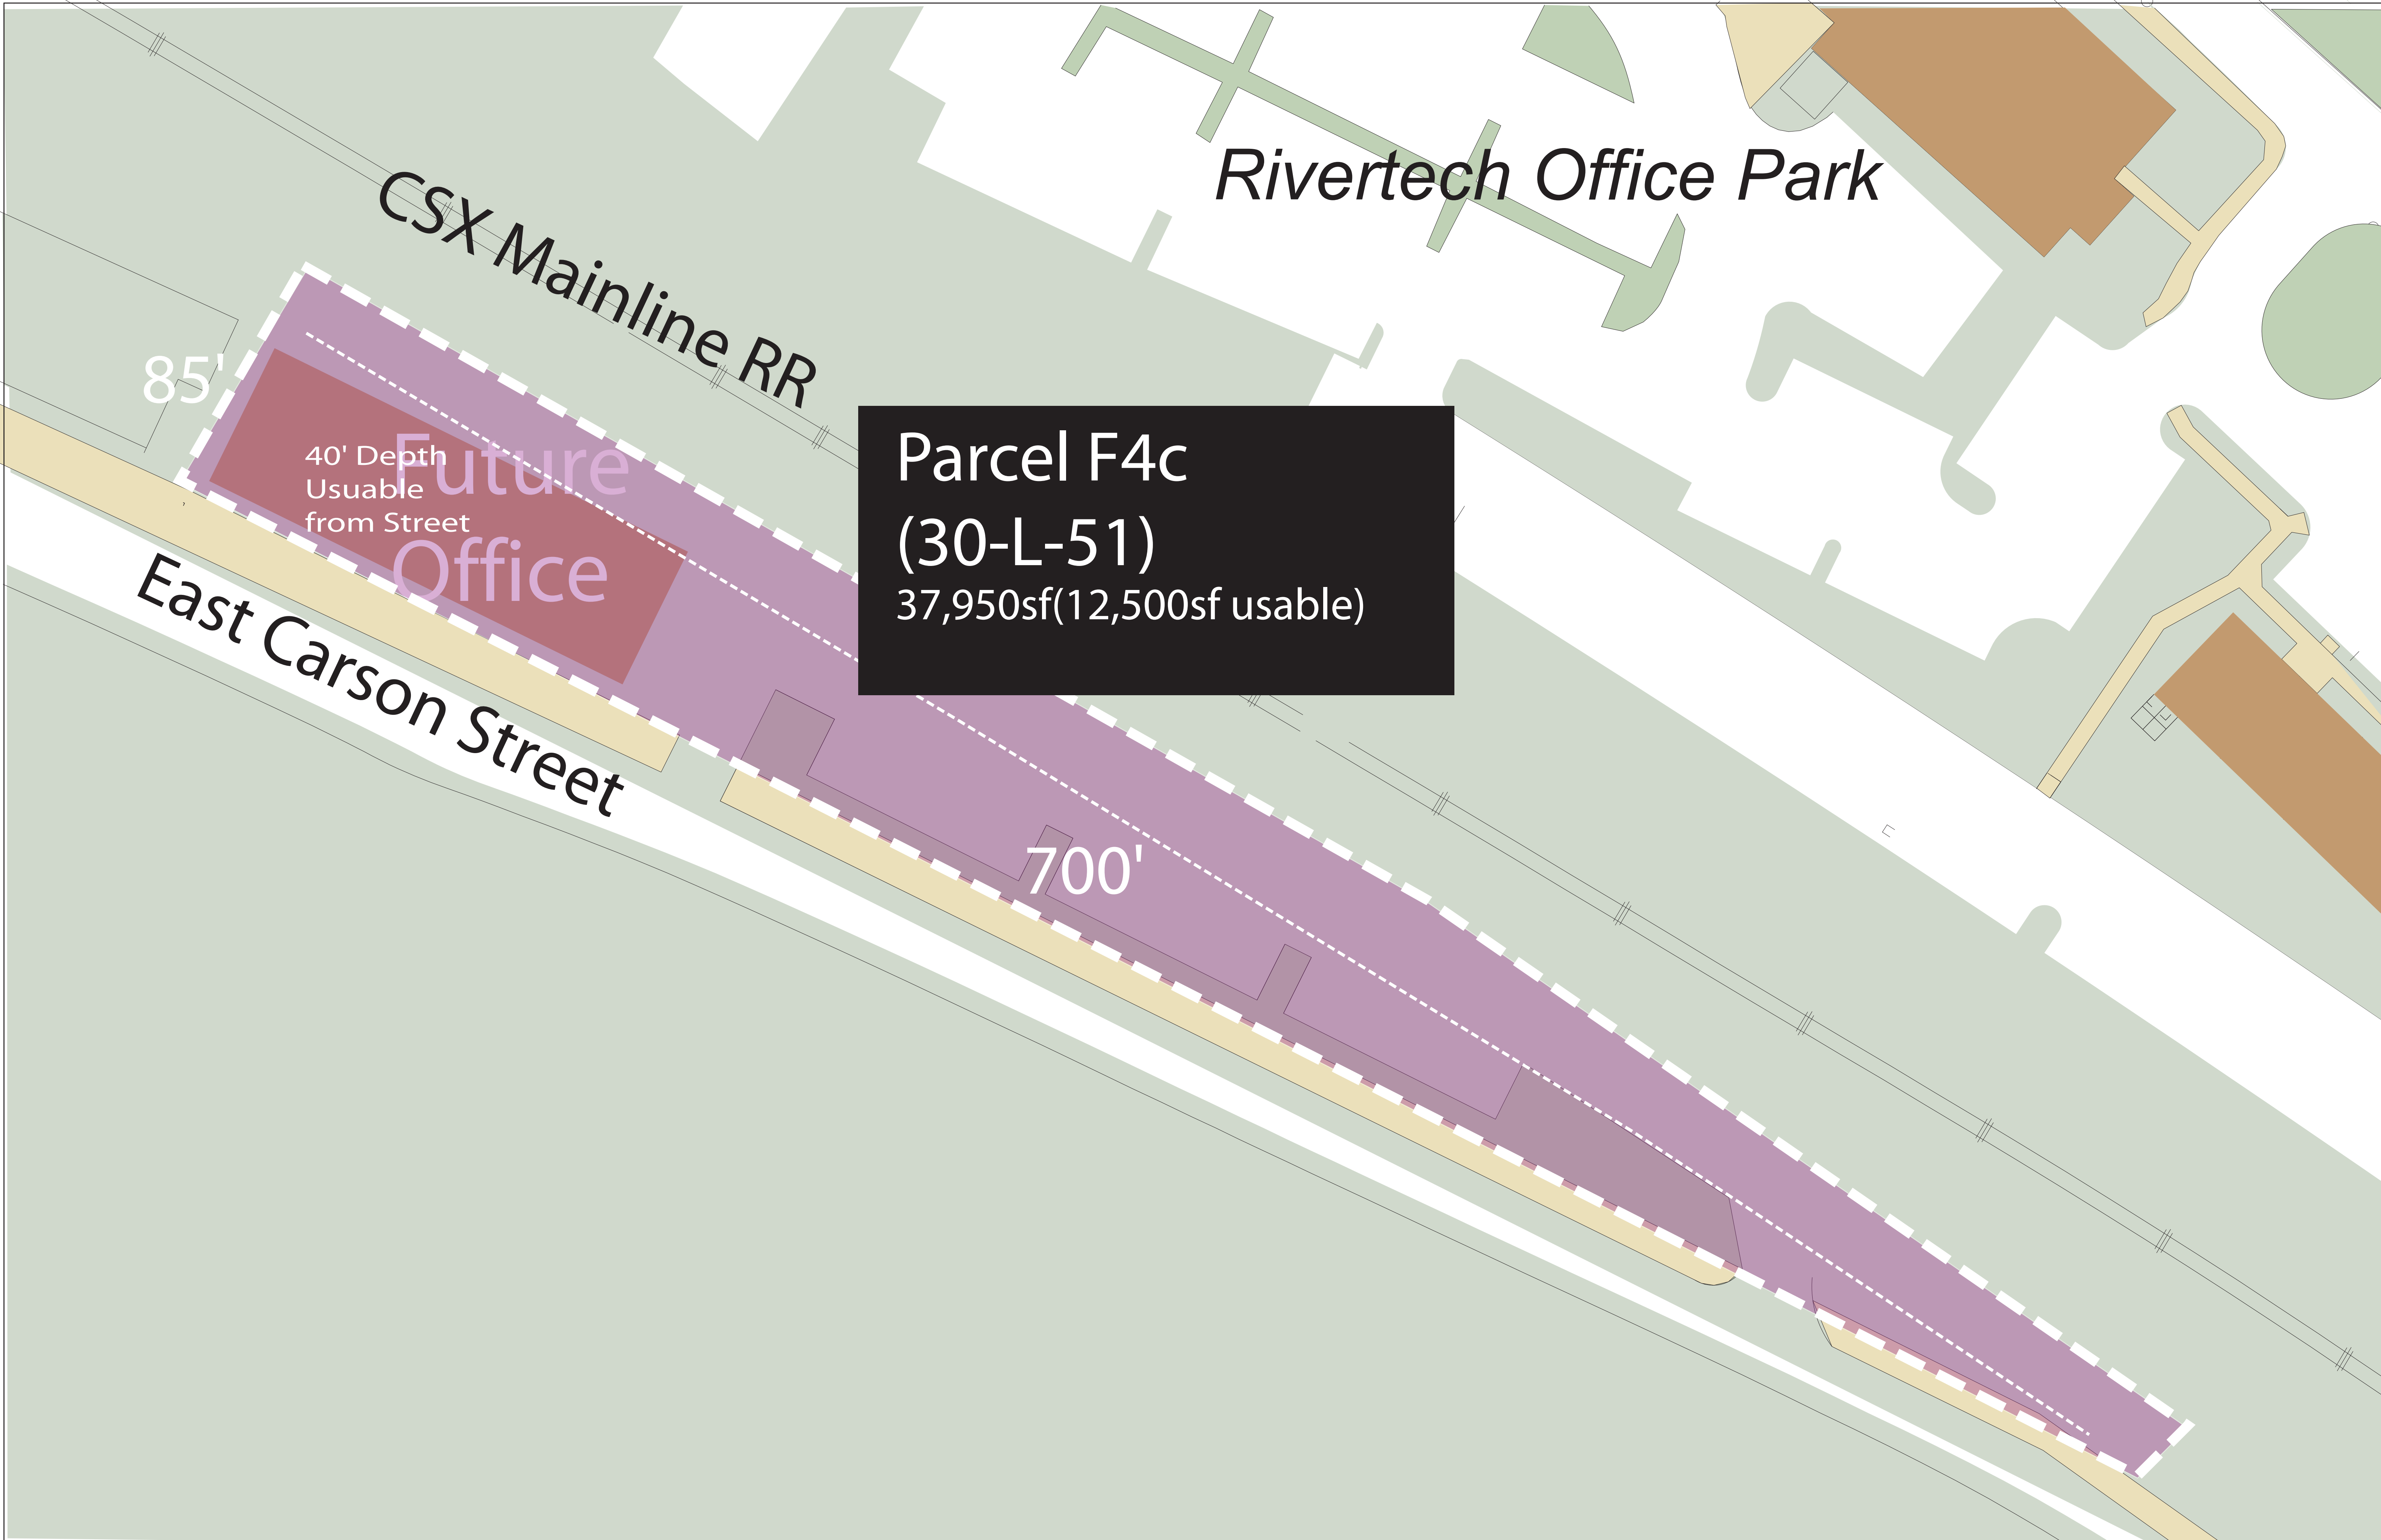 Rivertech Office Park
CSX Mainline RR
85'
40' Depth
Usuable
from Street
Future
Office
Parcel F4c
(30-L-51)
37,950sf(12,500sf usable)
East Carson Street
700'